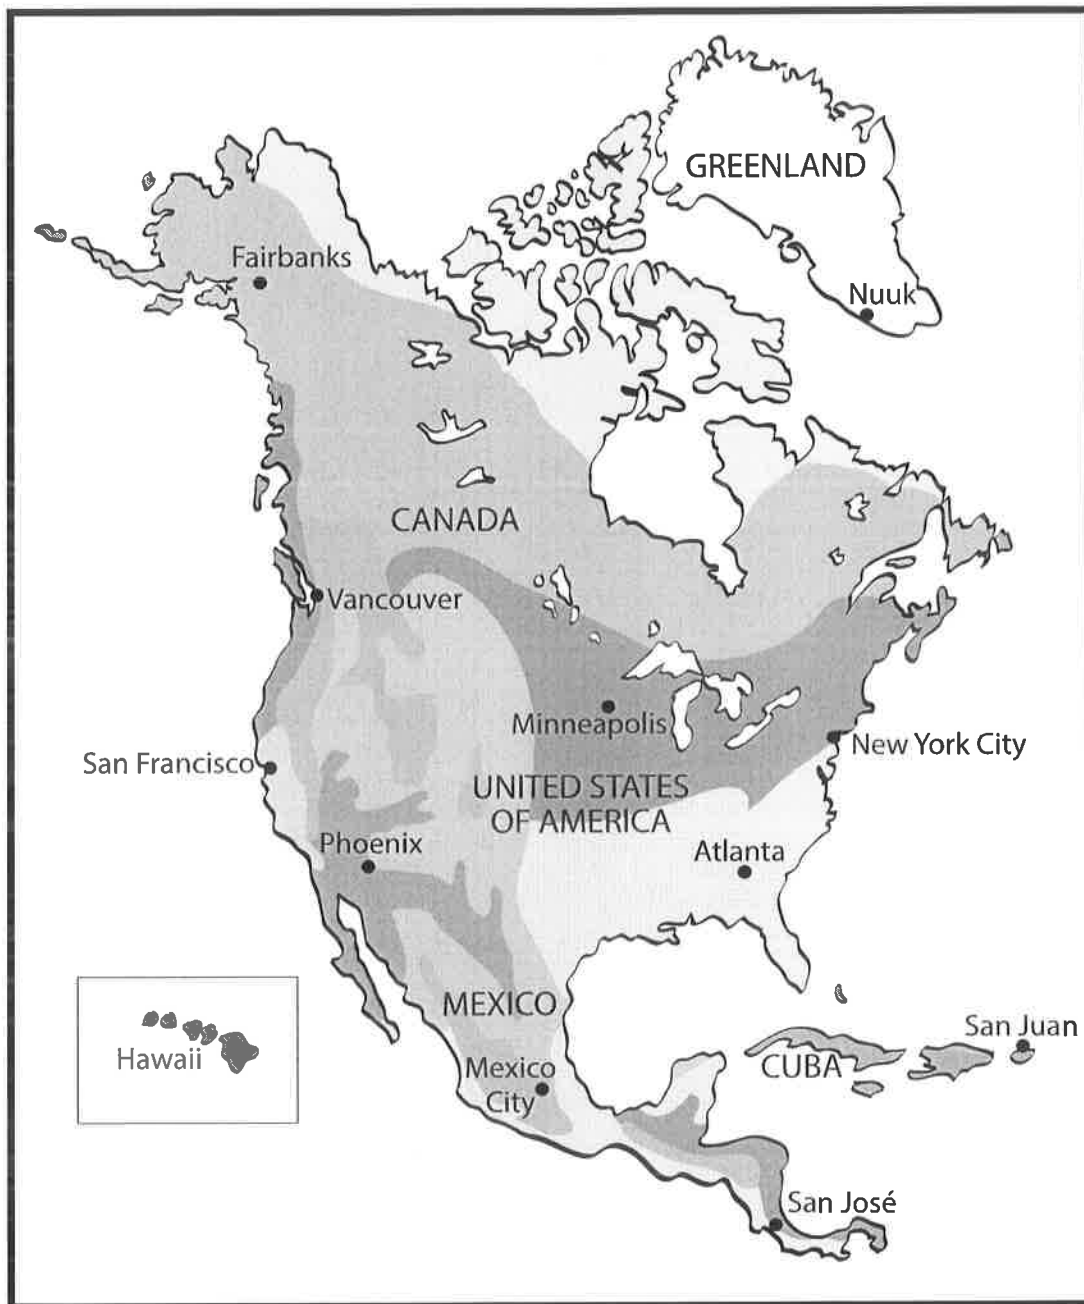 GREENLAND
Fairbanks
Nuuk
CANADA
Vancouver
Minneapolis
New York City
San Francisco
UNITED STATES
OF AMERICA
Phoenix
Atlanta
MEXICO
San Juan
Hawaii
CUBA
Mexico
City
San José